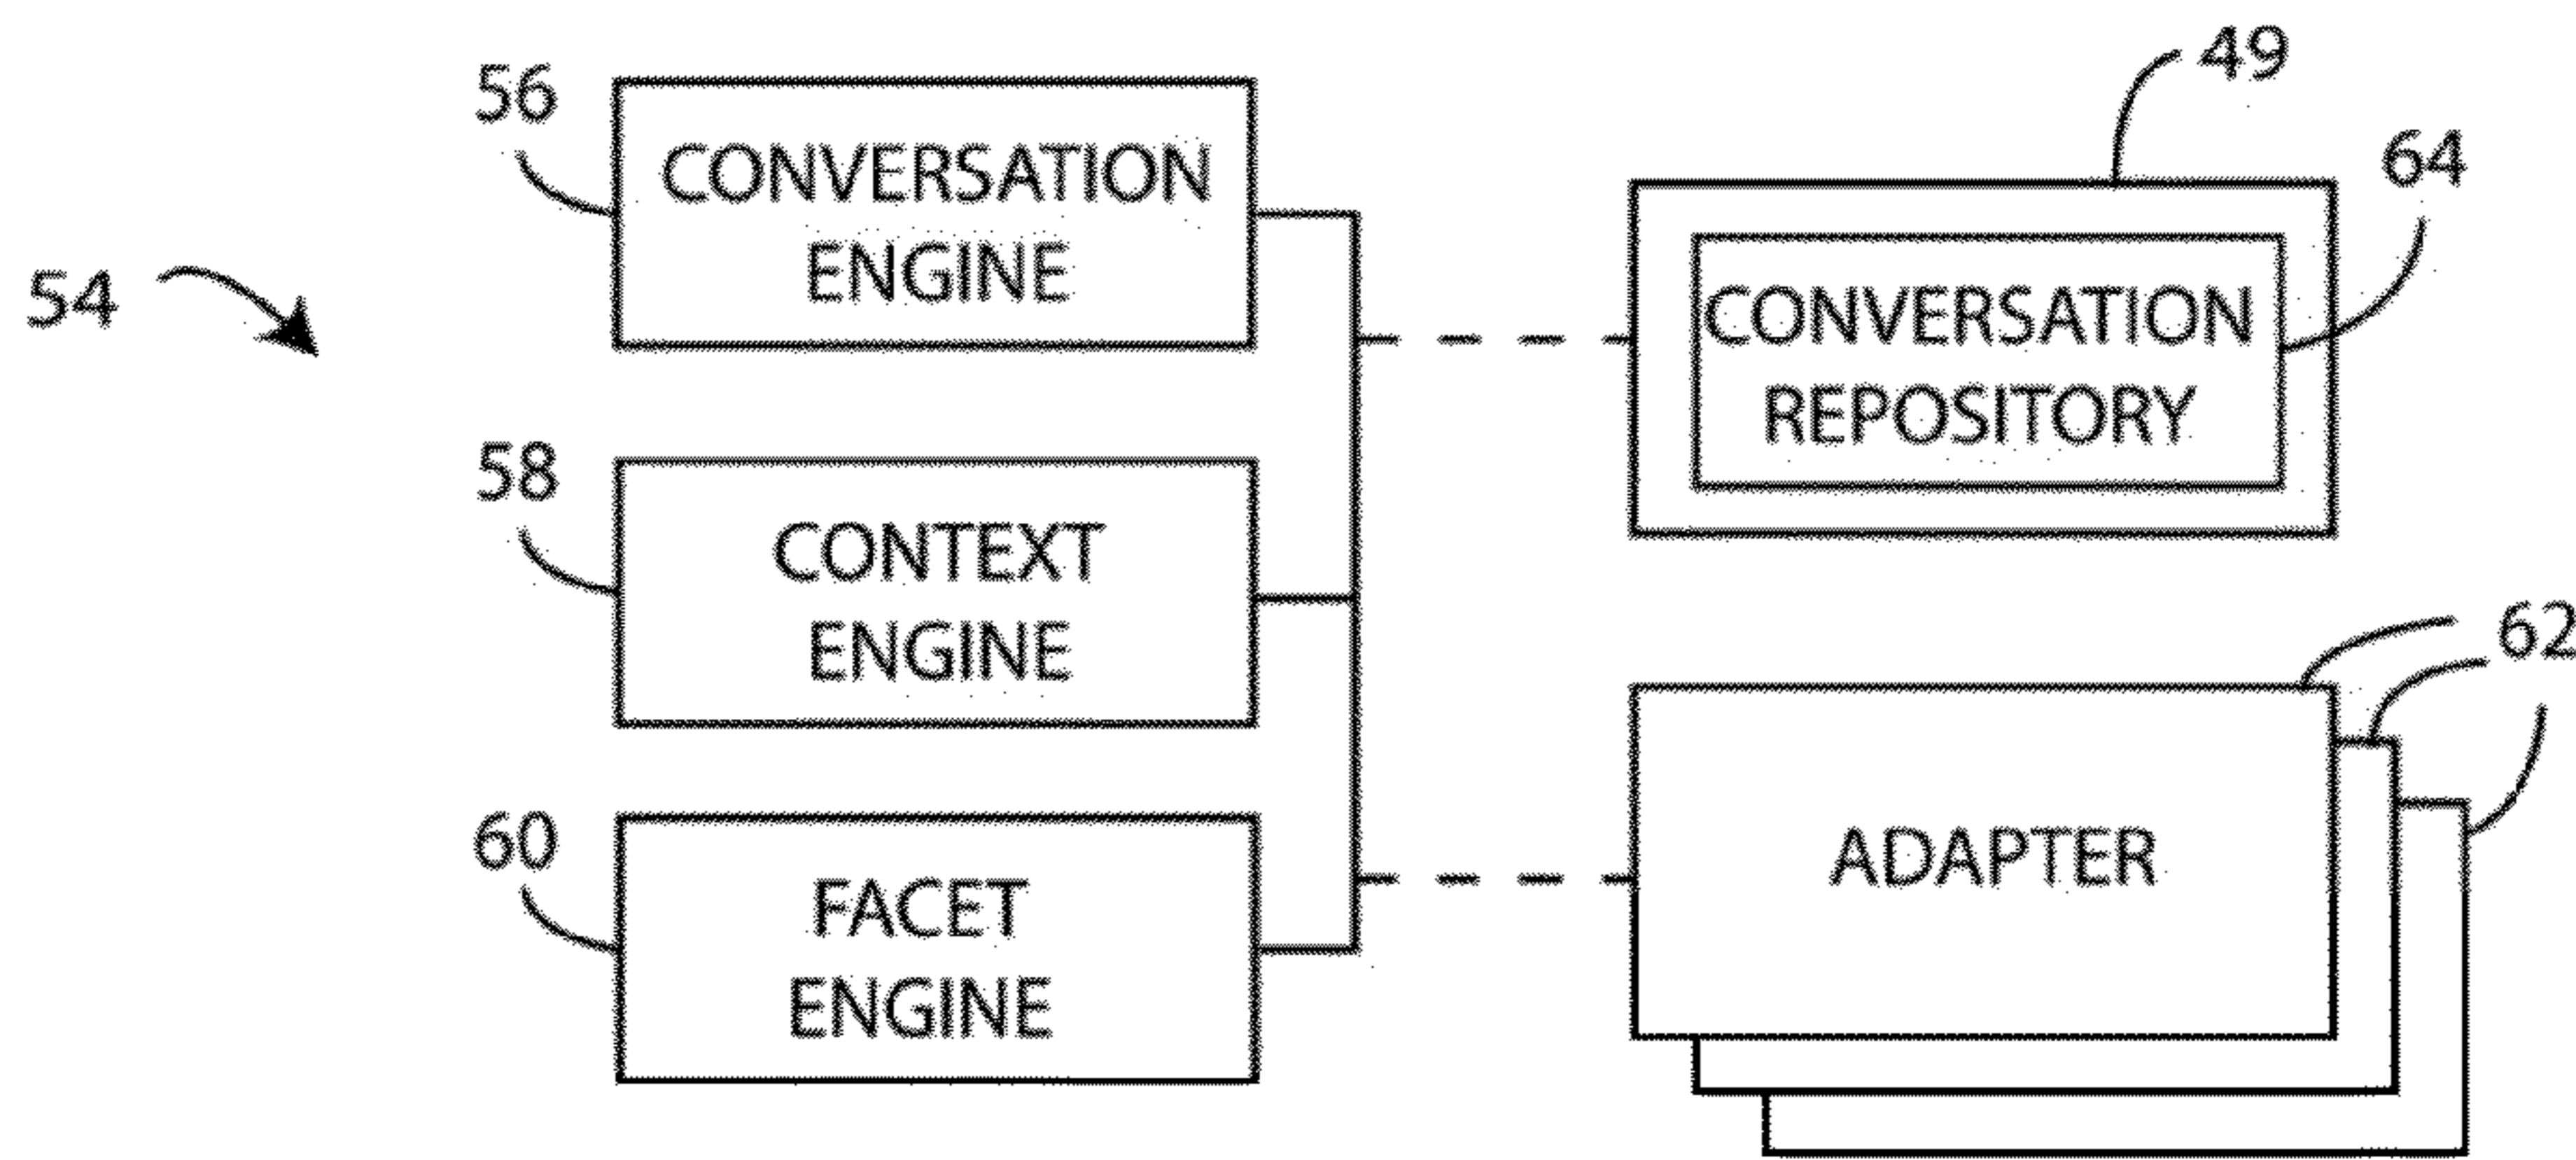 54
56
CONVERSATION
ENGINE
58
CONTEXT
ENGINE
60
FACET
ENGINE
49
64
CONVERSATION
REPOSITORY
62
ADAPTER